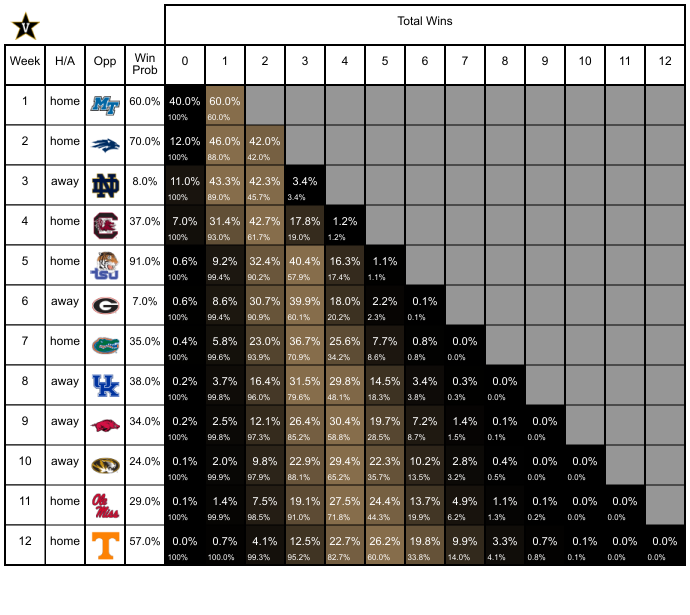 V
Total Wins
Week H/A Opp Win Prob 0 1 2 3 4 5 6 7 8 9 10 11 12
1 home MT 60.0% 40.0% 60.0%
100% 60.0%
2 home 70.0% 12.0% 46.0% 42.0%
100% 88.0% 42.0%
3 away ND 8.0% 11.0% 43.3% 42.3% 3.4%
100% 89.0% 45.7% 3.4%
4 home C 37.0% 7.0% 31.4% 42.7% 17.8% 1.2%
100% 93.0% 61.7% 19.0% 1.2%
5 home TSU 91.0% 0.6% 9.2% 32.4% 40.4% 16.3% 1.1%
100% 99.4% 90.2% 57.9% 17.4% 1.1%
6 away G 7.0% 0.6% 8.6% 30.7% 39.9% 18.0% 2.2% 0.1%
100% 99.4% 90.9% 60.1% 20.2% 2.3% 0.1%
7 home 35.0% 0.4% 5.8% 23.0% 36.7% 25.6% 7.7% 0.8% 0.0%
100% 99.6% 93.9% 70.9% 34.2% 8.6% 0.8% 0.0%
8 away UK 38.0% 0.2% 3.7% 16.4% 31.5% 29.8% 14.5% 3.4% 0.3% 0.0%
100% 99.8% 96.0% 79.6% 48.1% 18.3% 3.8% 0.3% 0.0%
9 away 34.0% 0.2% 2.5% 12.1% 26.4% 30.4% 19.7% 7.2% 1.4% 0.1% 0.0%
100% 99.8% 97.3% 85.2% 58.8% 28.5% 8.7% 1.5% 0.1% 0.0%
10 away 24.0% 0.1% 2.0% 9.8% 22.9% 29.4% 22.3% 10.2% 2.8% 0.4% 0.0% 0.0%
100% 99.9% 97.9% 88.1% 65.2% 35.7% 13.5% 3.2% 0.5% 0.0% 0.0%
11 home Ole Miss 29.0% 0.1% 1.4% 7.5% 19.1% 27.5% 24.4% 13.7% 4.9% 1.1% 0.1% 0.0% 0.0%
100% 99.9% 98.5% 91.0% 71.8% 44.3% 19.9% 6.2% 1.3% 0.2% 0.0% 0.0%
12 home T 57.0% 0.0% 0.7% 4.1% 12.5% 22.7% 26.2% 19.8% 9.9% 3.3% 0.7% 0.1% 0.0% 0.0%
100% 100.0% 99.3% 95.2% 82.7% 60.0% 33.8% 14.0% 4.1% 0.8% 0.1% 0.0% 0.0%